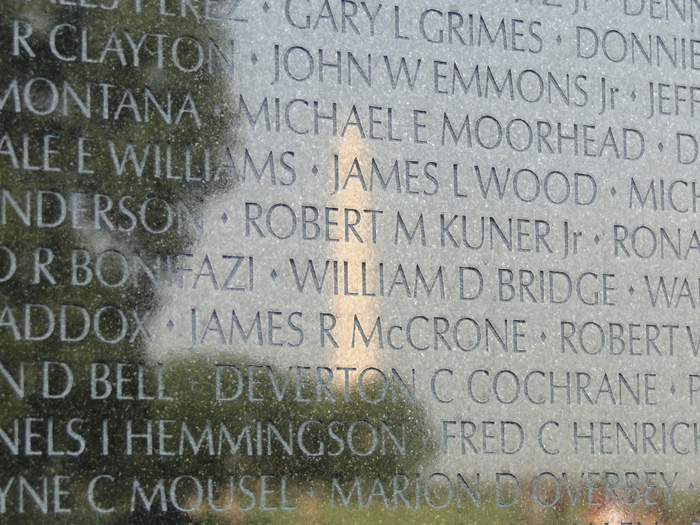 PEREZ • GARY L GRIMES • DONNIE
R CLAYTON • JOHN W EMMONS Jr • JEFF
MONTANA • MICHAEL E MOORHEAD • D
ALE E WILLIAMS • JAMES L WOOD • MICH
NDERSON • ROBERT M KUNER Jr • RONA
D R BONIFAZI • WILLIAM D BRIDGE • WA
ADDOX • JAMES R McCRONE • ROBERT W
N D BELL • DEVERTON C COCHRANE •
NELS I HEMMINGSON • FRED C HENRICK
YNE C MOUSEL • MARION D OVERBEY